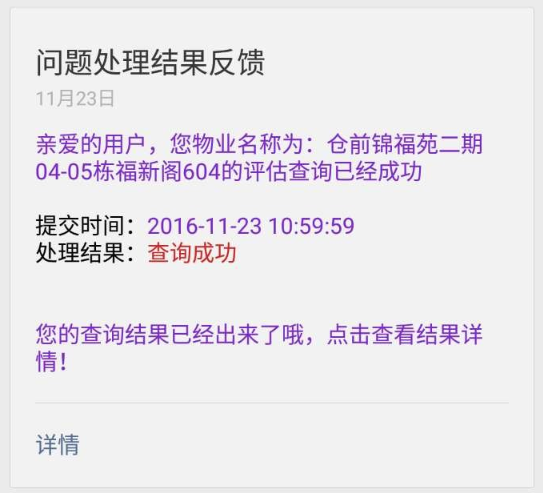 问题处理结果反馈
11月23日
亲爱的用户，您物业名称为：仓前锦福苑二期
04-05栋福新阁604的评估查询已经成功
提交时间：2016-11-23 10:59:59
处理结果：查询成功
您的查询结果已经出来了哦，点击查看结果详
情！
详情